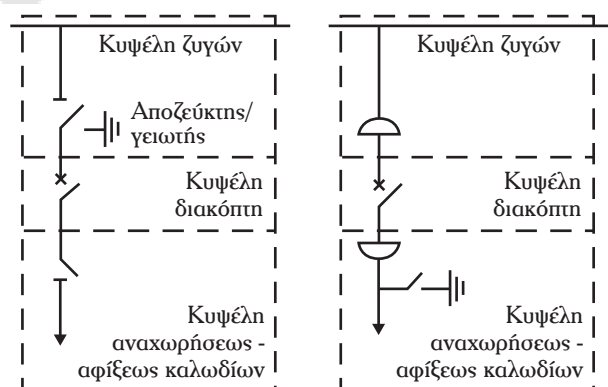 Κυψέλη ζυγών
Αποζεύκτης/
γειωτής
Κυψέλη
διακόπτη
Κυψέλη
αναχωρήσεως -
αφίξεως καλωδίων
Κυψέλη ζυγών
Κυψέλη
διακόπτη
Κυψέλη
αναχωρήσεως -
αφίξεως καλωδίων